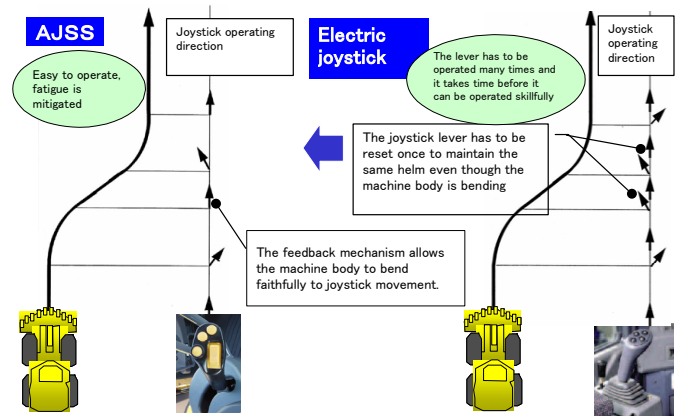 AJSS
Easy to operate,
fatigue is
mitigated
Joystick operating
direction
The feedback mechanism allows
the machine body to bend
faithfully to joystick movement.
Electric
joystick
The lever has to be
operated many times and
it takes time before it
can be operated skillfully
Joystick
operating
direction
The joystick lever has to be
reset once to maintain the
same helm even though the
machine body is bending